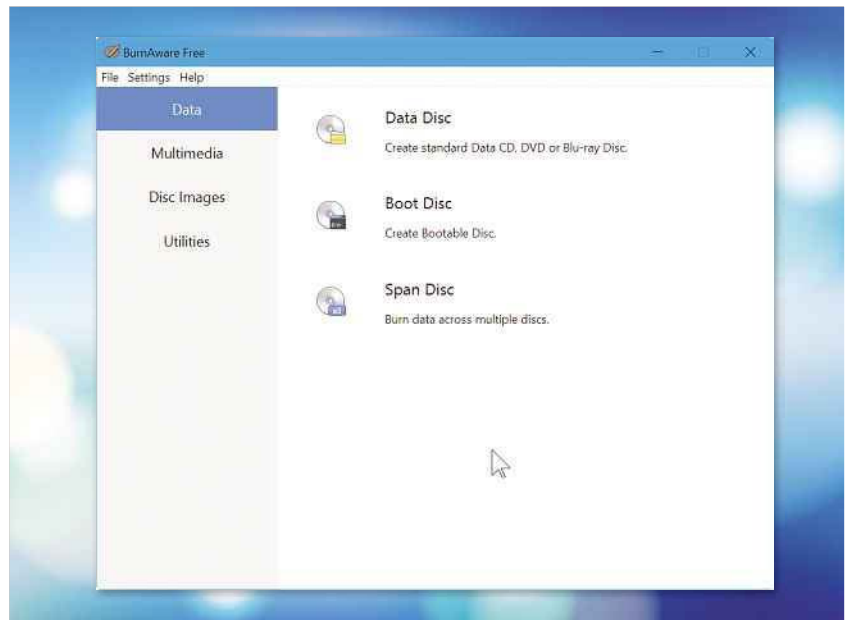 BurnAware Free
File Settings Help
Data
Multimedia
Disc Images
Utilities
Data Disc
Create standard Data CD, DVD or Blu-ray Disc.
Boot Disc
Create Bootable Disc.
Span Disc
Burn data across multiple discs.